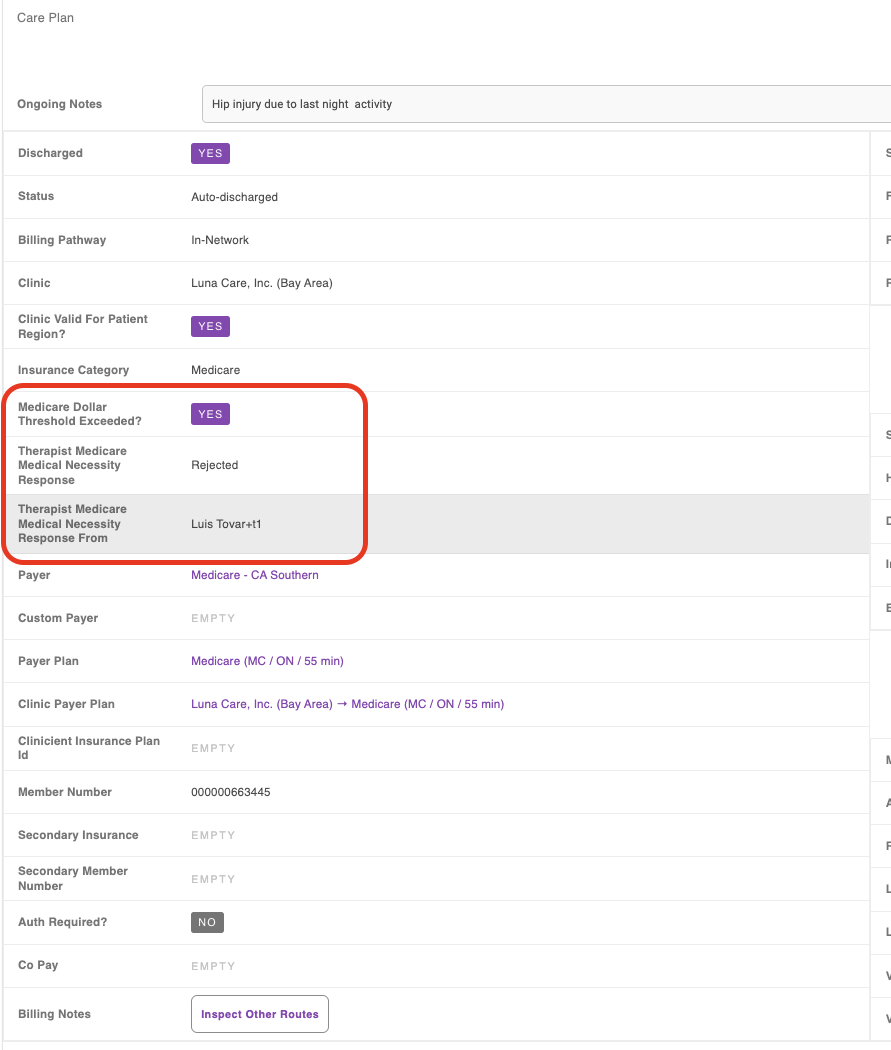 Care Plan
Ongoing Notes
Hip injury due to last night  activity
Discharged
YES
Status
Auto-discharged
Billing Pathway
In-Network
Clinic
Luna Care, Inc. (Bay Area)
Clinic Valid For Patient
Region?
YES
Insurance Category
Medicare
Medicare Dollar
Threshold Exceeded?
YES
Therapist Medicare
Medical Necessity
Response
Rejected
Therapist Medicare
Medical Necessity
Response From
Luis Tovar+t1
Payer
Medicare - CA Southern
Custom Payer
EMPTY
Payer Plan
Medicare (MC / ON / 55 min)
Clinic Payer Plan
Luna Care, Inc. (Bay Area) → Medicare (MC / ON / 55 min)
Clinicient Insurance Plan
Id
EMPTY
Member Number
000000663445
Secondary Insurance
EMPTY
Secondary Member
Number
EMPTY
Auth Required?
NO
Co Pay
EMPTY
Billing Notes
Inspect Other Routes